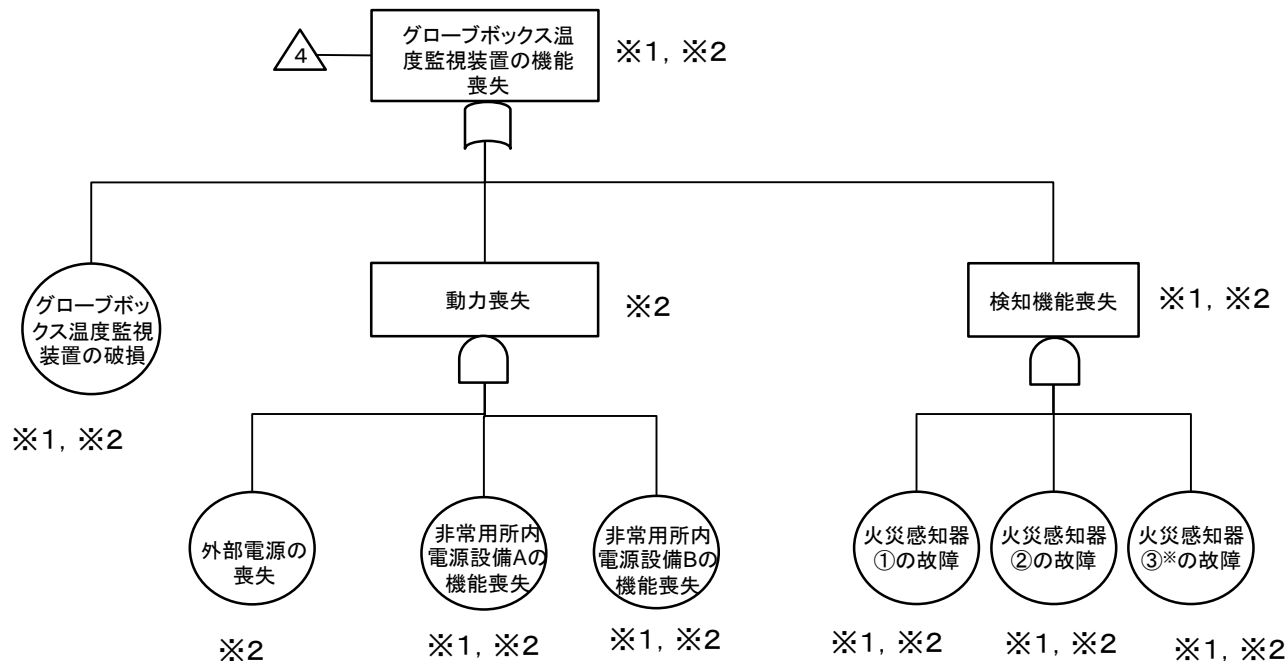 4
グローブボックス温
度監視装置の機能
喪失
※1, ※2
グローブボッ
クス温度監視
装置の破損
※1, ※2
動力喪失
※2
検知機能喪失
※1, ※2
外部電源の
喪失
※2
非常用所内
電源設備Aの
機能喪失
※1, ※2
非常用所内
電源設備Bの
機能喪失
※1, ※2
火災感知器
①の故障
※1, ※2
火災感知器
②の故障
※1, ※2
火災感知器
③※の故障
※1, ※2